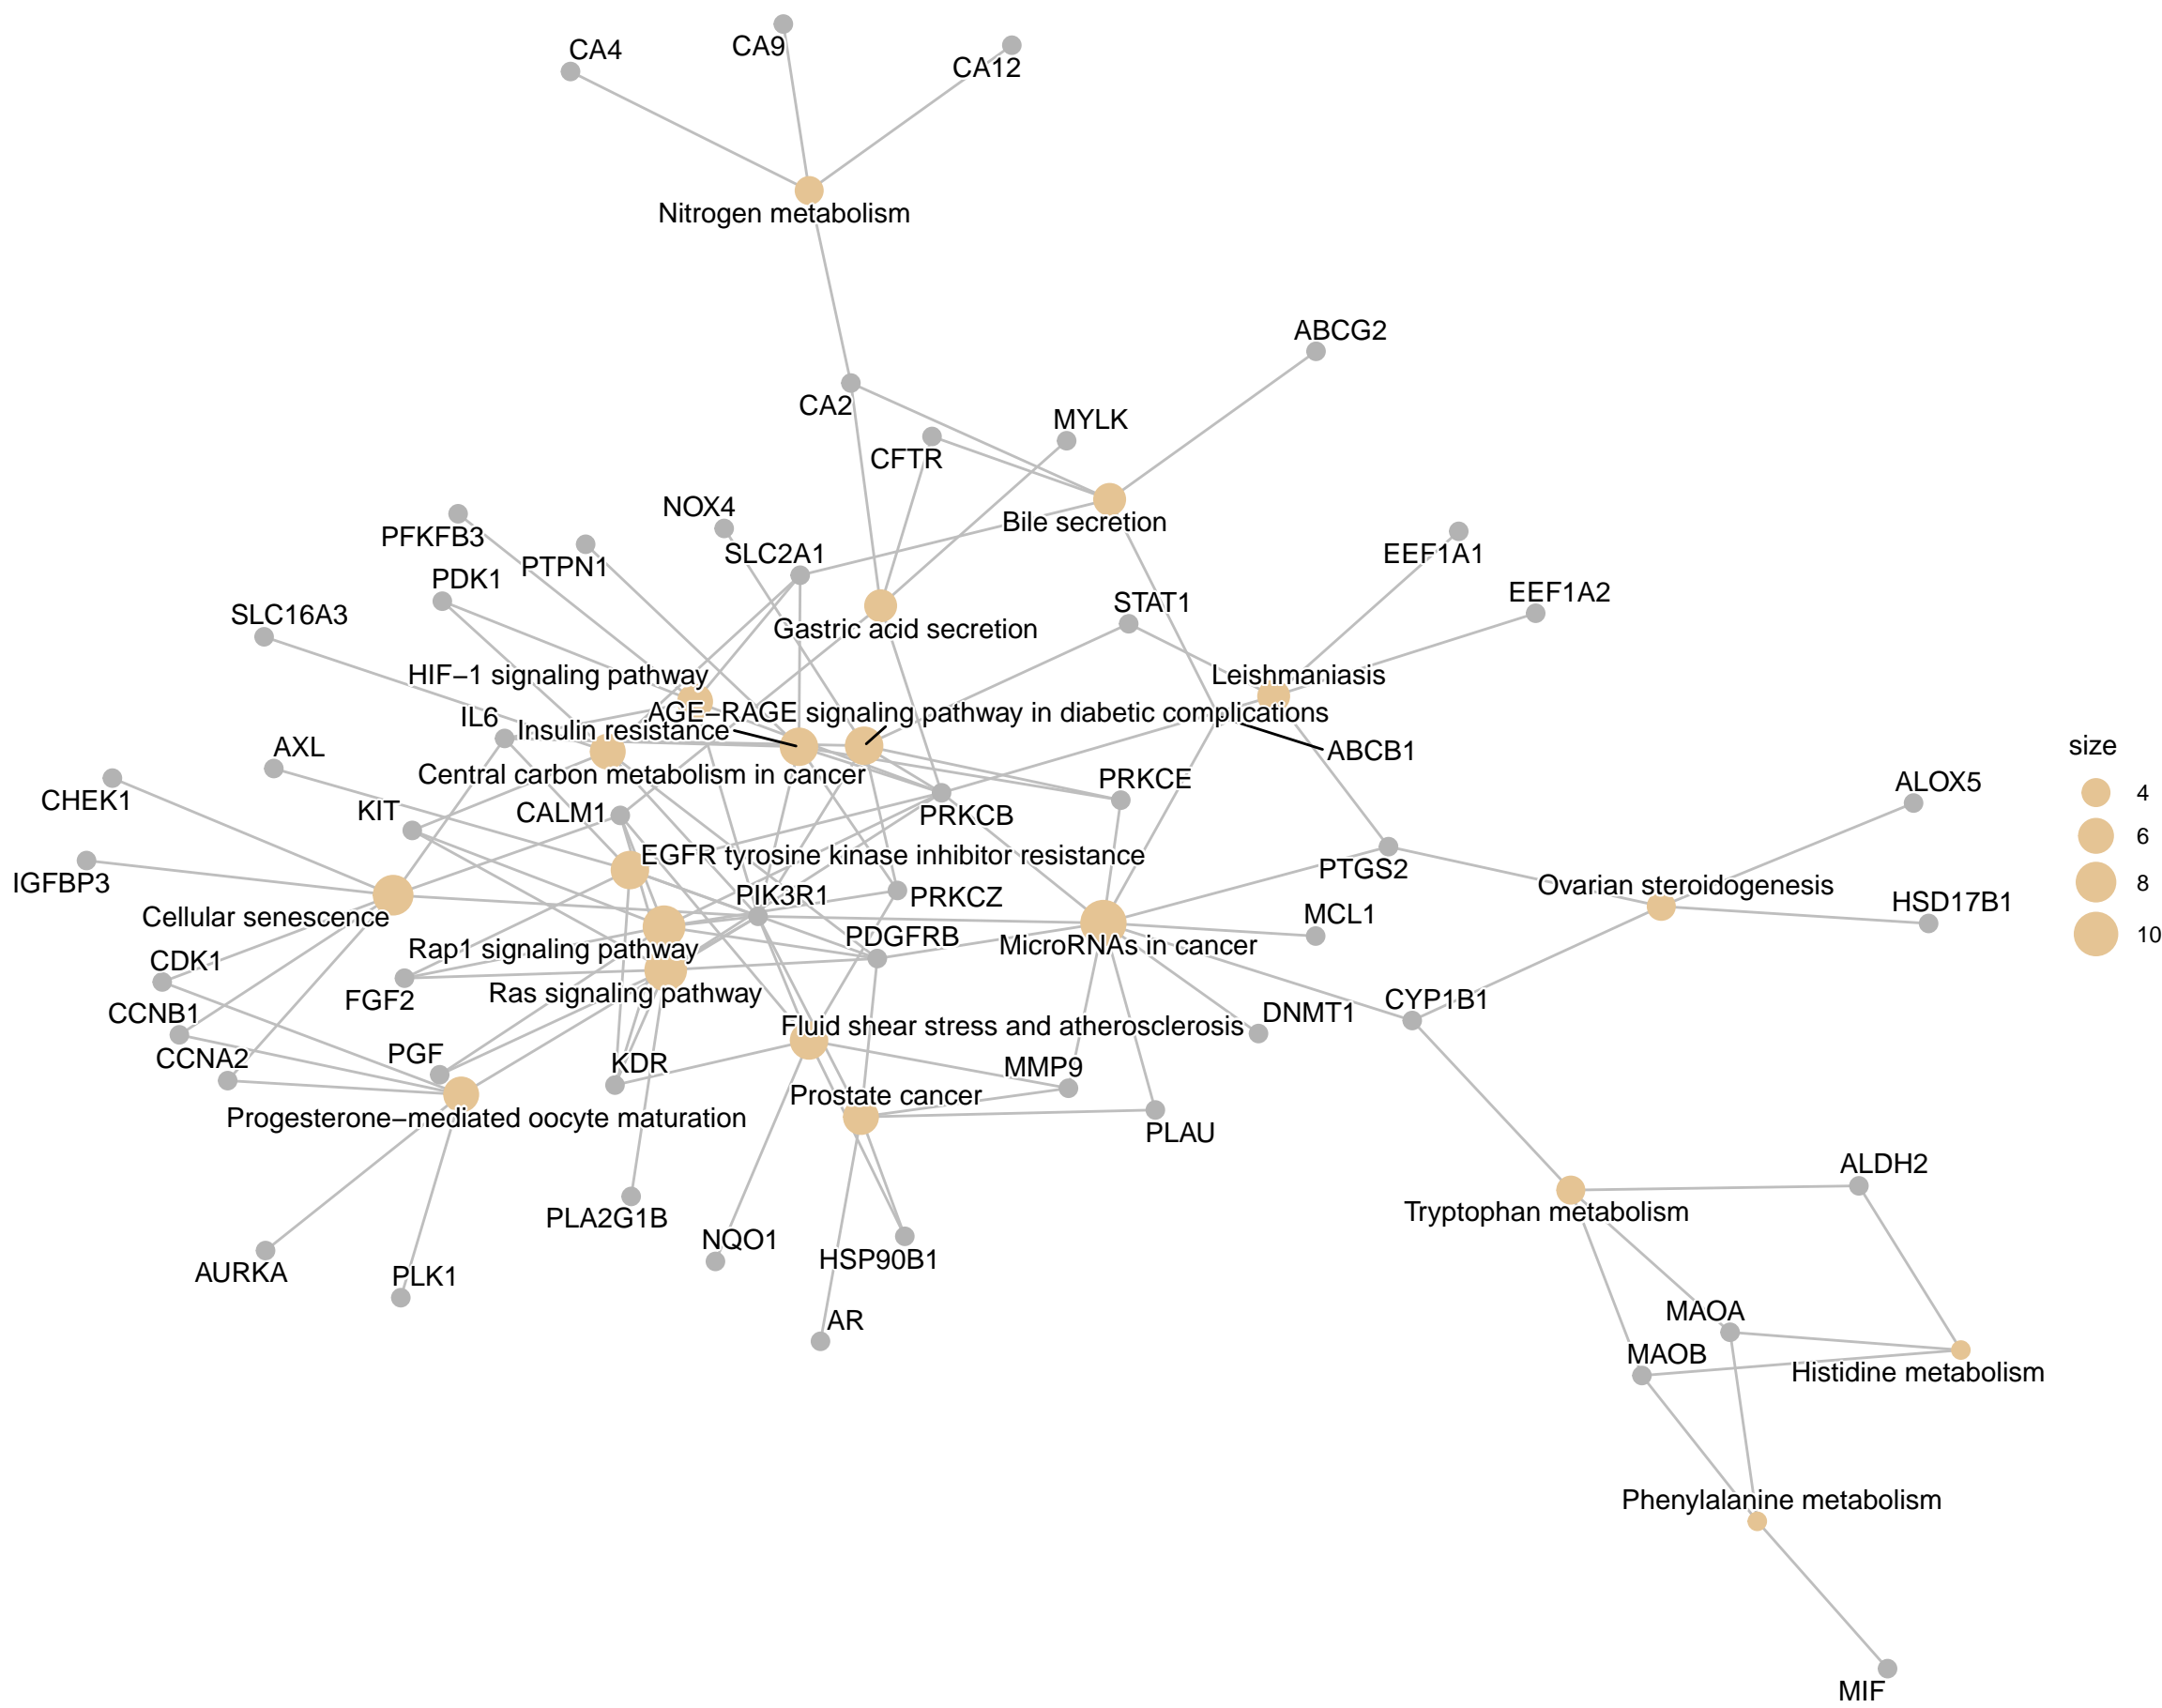 CA9
CA4
CA12
Nitrogen metabolism
ABCG2
CA2
MYLK
CFTR
NOX4
Bile secretion
PFKFB3
SLC2A1
EEF1A1
PTPN1
PDK1
EEF1A2
STAT1
SLC16A3
Gastric acid secretion
HIF−1 signaling pathway
Leishmaniasis
AGE−RAGE signaling pathway in diabetic complications
IL6
Insulin resistance
AXL
ABCB1
size
Central carbon metabolism in cancer
PRKCE
ALOX5
4
CHEK1
KIT
CALM1
PRKCB
6
EGFR tyrosine kinase inhibitor resistance
PTGS2
IGFBP3
Ovarian steroidogenesis
8
PIK3R1
PRKCZ
HSD17B1
Cellular senescence
MCL1
10
PDGFRB
MicroRNAs in cancer
Rap1 signaling pathway
CDK1
Ras signaling pathway
FGF2
CYP1B1
CCNB1
DNMT1
Fluid shear stress and atherosclerosis
PGF
CCNA2
KDR
MMP9
Prostate cancer
Progesterone−mediated oocyte maturation
PLAU
ALDH2
PLA2G1B
Tryptophan metabolism
NQO1
HSP90B1
AURKA
PLK1
MAOA
AR
MAOB
Histidine metabolism
Phenylalanine metabolism
MIF